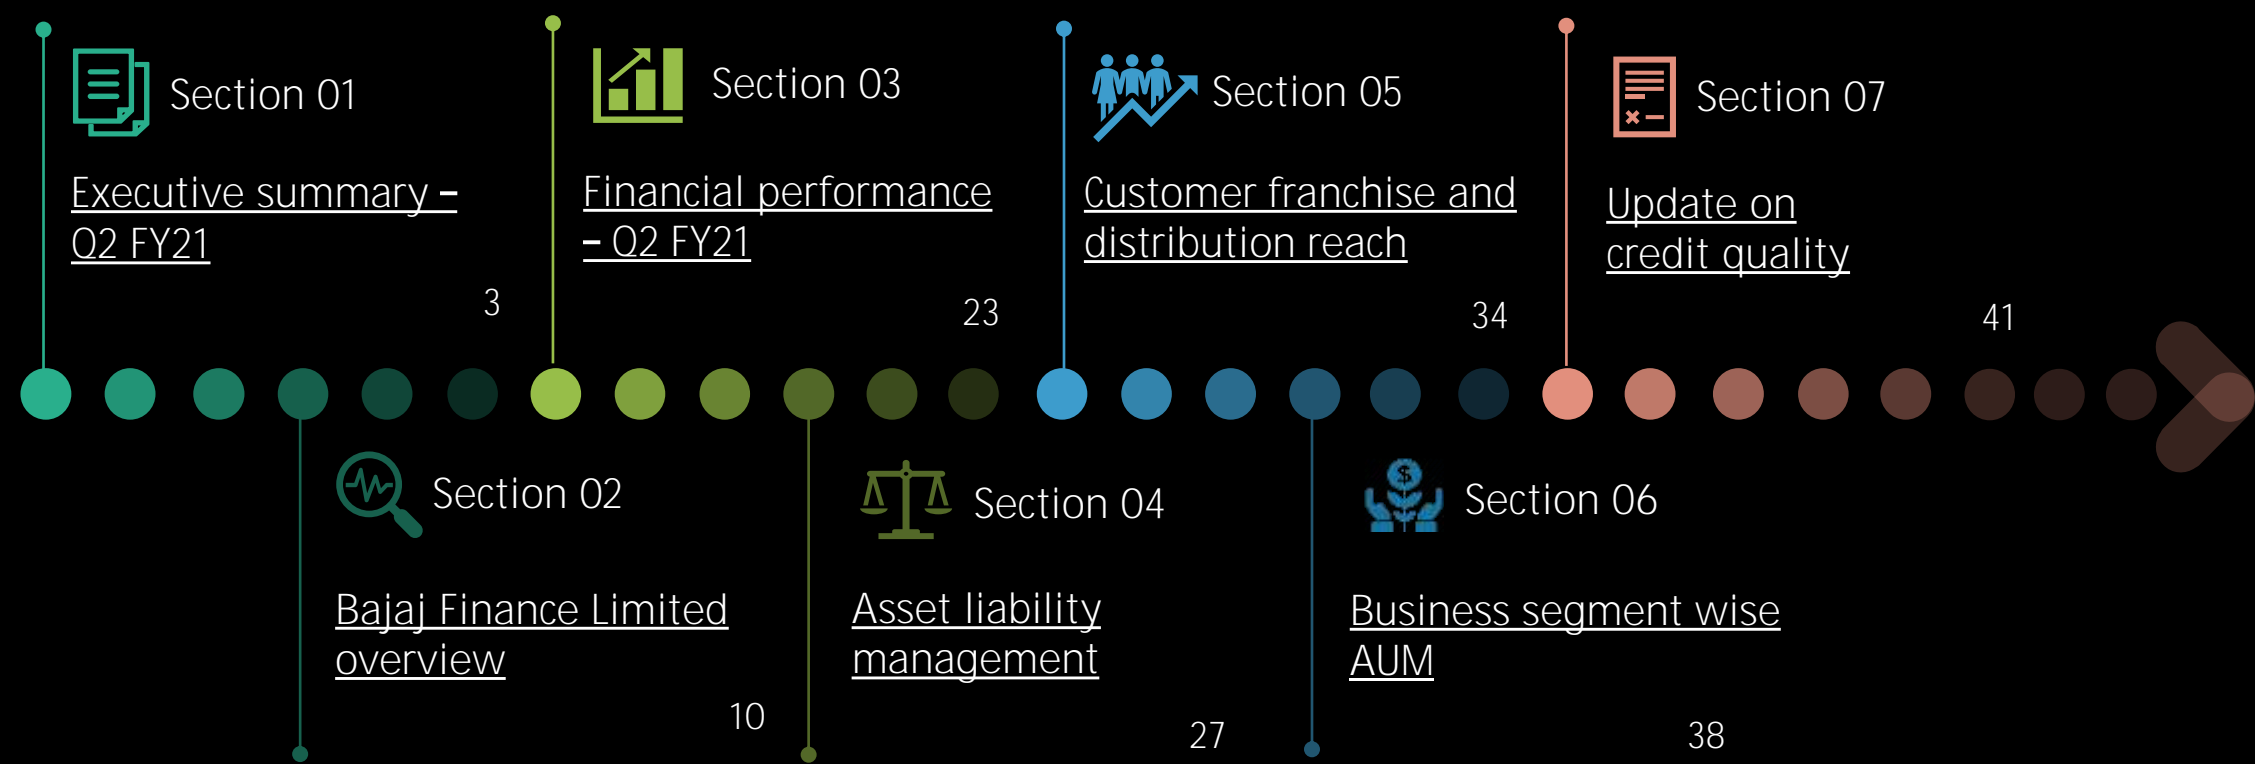 Section 01
Executive summary –
Q2 FY21
3
Section 03
Financial performance
– Q2 FY21
23
Section 05
Customer franchise and
distribution reach
34
Section 07
Update on
credit quality
41
Section 02
Bajaj Finance Limited
overview
10
Section 04
Asset liability
management
27
Section 06
Business segment wise
AUM
38